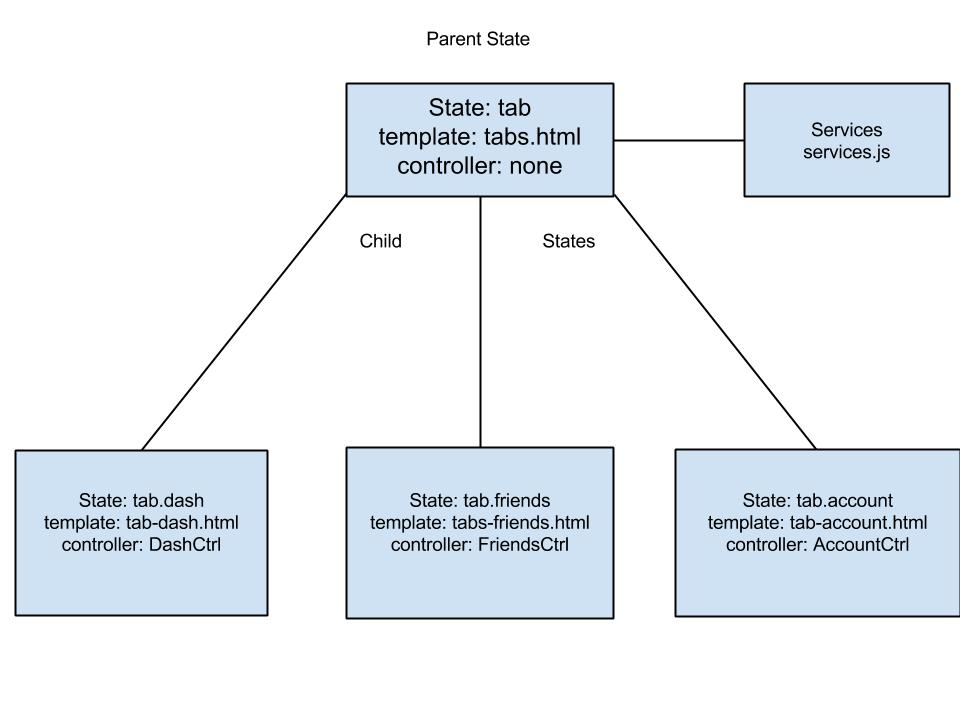 Parent State
State: tab
template: tabs.html
controller: none
Services
services.js
Child
States
State: tab.dash
template: tab-dash.html
controller: DashCtrl
State: tab.friends
template: tabs-friends.html
controller: FriendsCtrl
State: tab.account
template: tab-account.html
controller: AccountCtrl